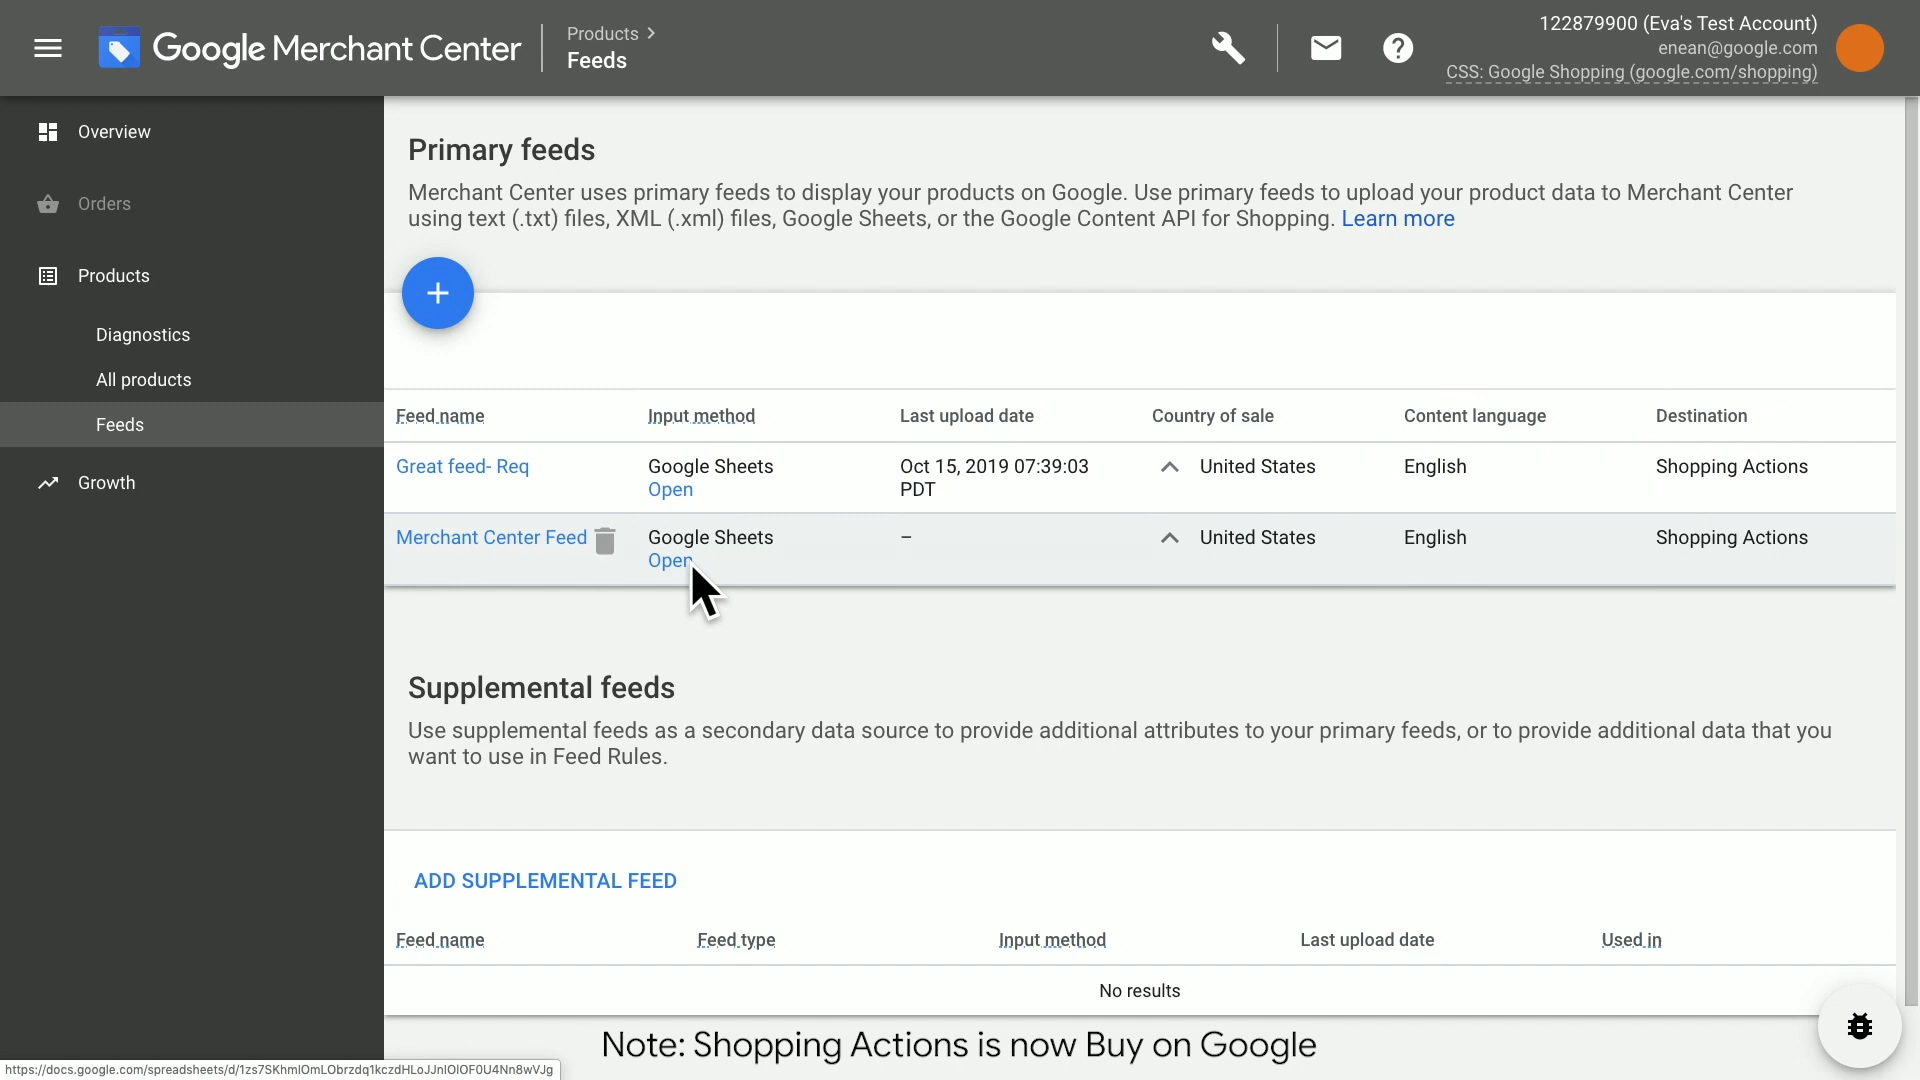 Google Merchant Center
Products
Feeds
122879900 (Eva's Test Account)
enean@google.com
CSS: Google Shopping (google.com/shopping)
Overview
Orders
Products
Diagnostics
All products
Feeds
Growth
Primary feeds
Merchant Center uses primary feeds to display your products on Google. Use primary feeds to upload your product data to Merchant Center
using text (.txt) files, XML (.xml) files, Google Sheets, or the Google Content API for Shopping. Learn more
Feed name Input method Last upload date Country of sale Content language Destination
Great feed- Req Google Sheets Oct 15, 2019 07:39:03 United States English Shopping Actions
Open PDT
Merchant Center Feed Google Sheets – United States English Shopping Actions
Open
Supplemental feeds
Use supplemental feeds as a secondary data source to provide additional attributes to your primary feeds, or to provide additional data that you
want to use in Feed Rules.
ADD SUPPLEMENTAL FEED
Feed name Feed type Input method Last upload date Used in
No results
Note: Shopping Actions is now Buy on Google